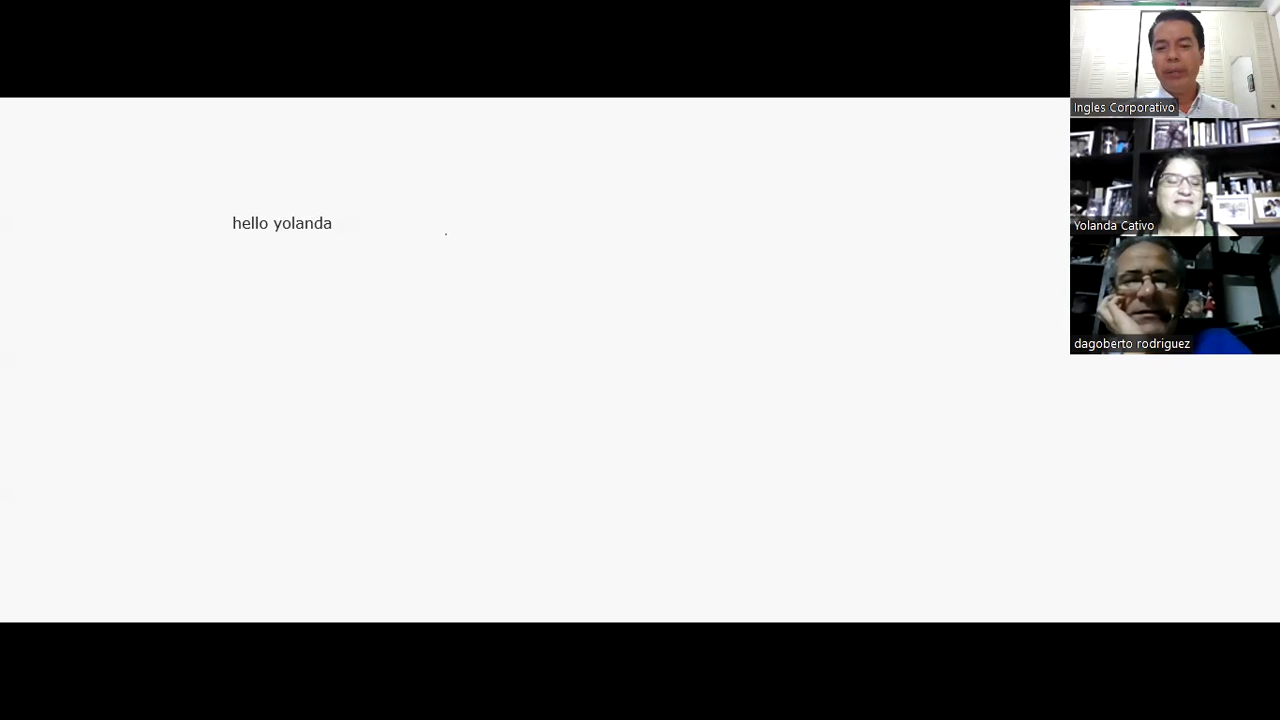 Ingles Corporativo
hello yolanda
Yolanda Cativo
dagoberto rodriguez